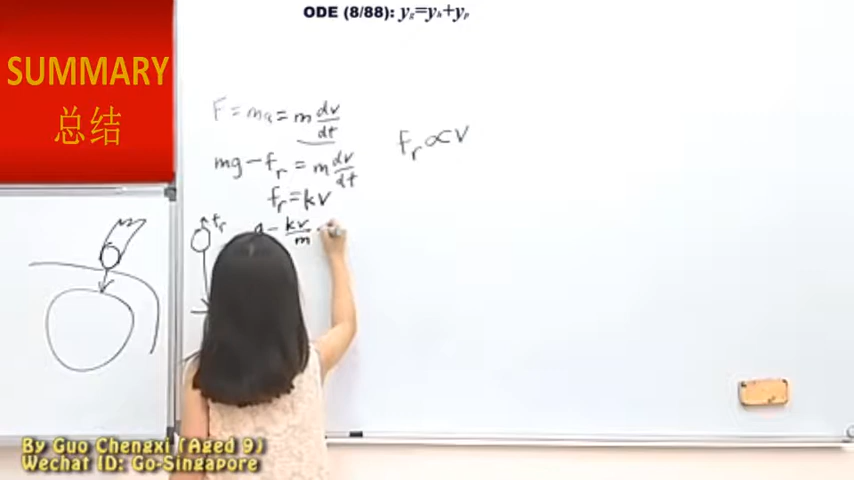 ODE (8/88): yg=yh+yp
SUMMARY
总结
F = ma = m dv/dt
fr ∝ v
mg − fr = m dv/dt
fr = kv
fr
g − kv/m
By Guo Chengxi (Aged 9)
Wechat ID: Go-Singapore